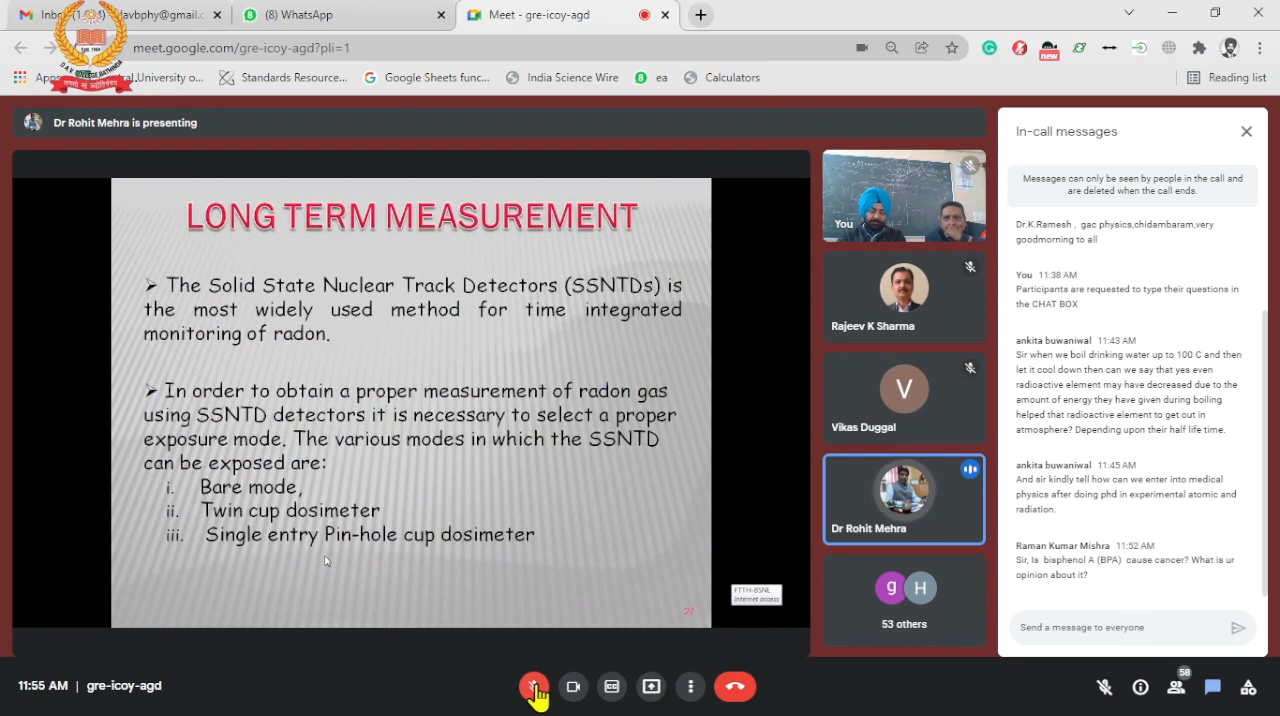 (8) WhatsApp
Meet - gre-icoy-agd
meet.google.com/gre-icoy-agd?pli=1
new
University o...
Standards Resource...
Google Sheets func...
India Science Wire
ea
Calculators
Reading list
Dr Rohit Mehra is presenting
LONG TERM MEASUREMENT
➢ The Solid State Nuclear Track Detectors (SSNTDs) is
the most widely used method for time integrated
monitoring of radon.
➢ In order to obtain a proper measurement of radon gas
using SSNTD detectors it is necessary to select a proper
exposure mode. The various modes in which the SSNTD
can be exposed are:
i. Bare mode,
ii. Twin cup dosimeter
iii. Single entry Pin-hole cup dosimeter
FTTH-BSNL
Internet access
27
You
Rajeev K Sharma
V
Vikas Duggal
Dr Rohit Mehra
g H
53 others
In-call messages
Messages can only be seen by people in the call and
are deleted when the call ends.
Dr.K.Ramesh , gac physics,chidambaram,very
goodmorning to all
You 11:38 AM
Participants are requested to type their questions in
the CHAT BOX
ankita buwaniwal 11:43 AM
Sir when we boil drinking water up to 100 C and then
let it cool down then can we say that yes even
radioactive element may have decreased due to the
amount of energy they have given during boiling
helped that radioactive element to get out in
atmosphere? Depending upon their half life time.
ankita buwaniwal 11:45 AM
And sir kindly tell how can we enter into medical
physics after doing phd in experimental atomic and
radiation.
Raman Kumar Mishra 11:52 AM
Sir, Is bisphenol A (BPA) cause cancer? What is ur
opinion about it?
Send a message to everyone
11:55 AM | gre-icoy-agd
58